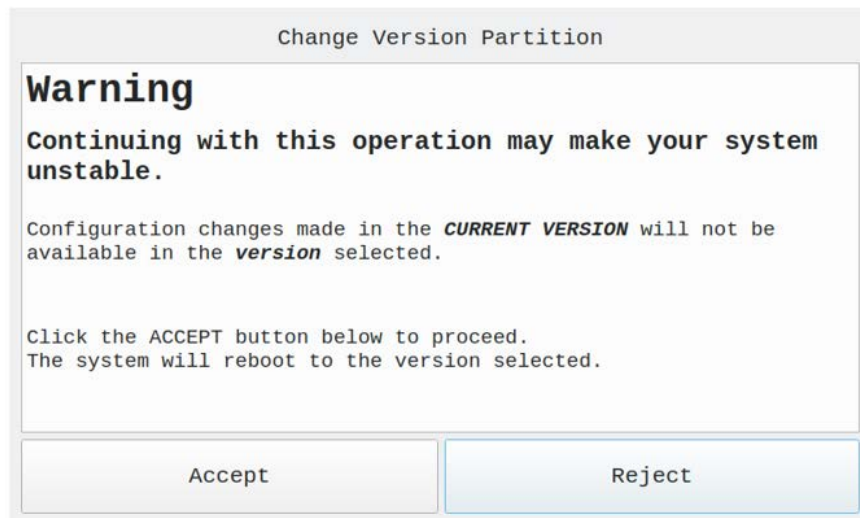 Change Version Partition
Warning
Continuing with this operation may make your system
unstable.
Configuration changes made in the CURRENT VERSION will not be
available in the version selected.
Click the ACCEPT button below to proceed.
The system will reboot to the version selected.
Accept
Reject